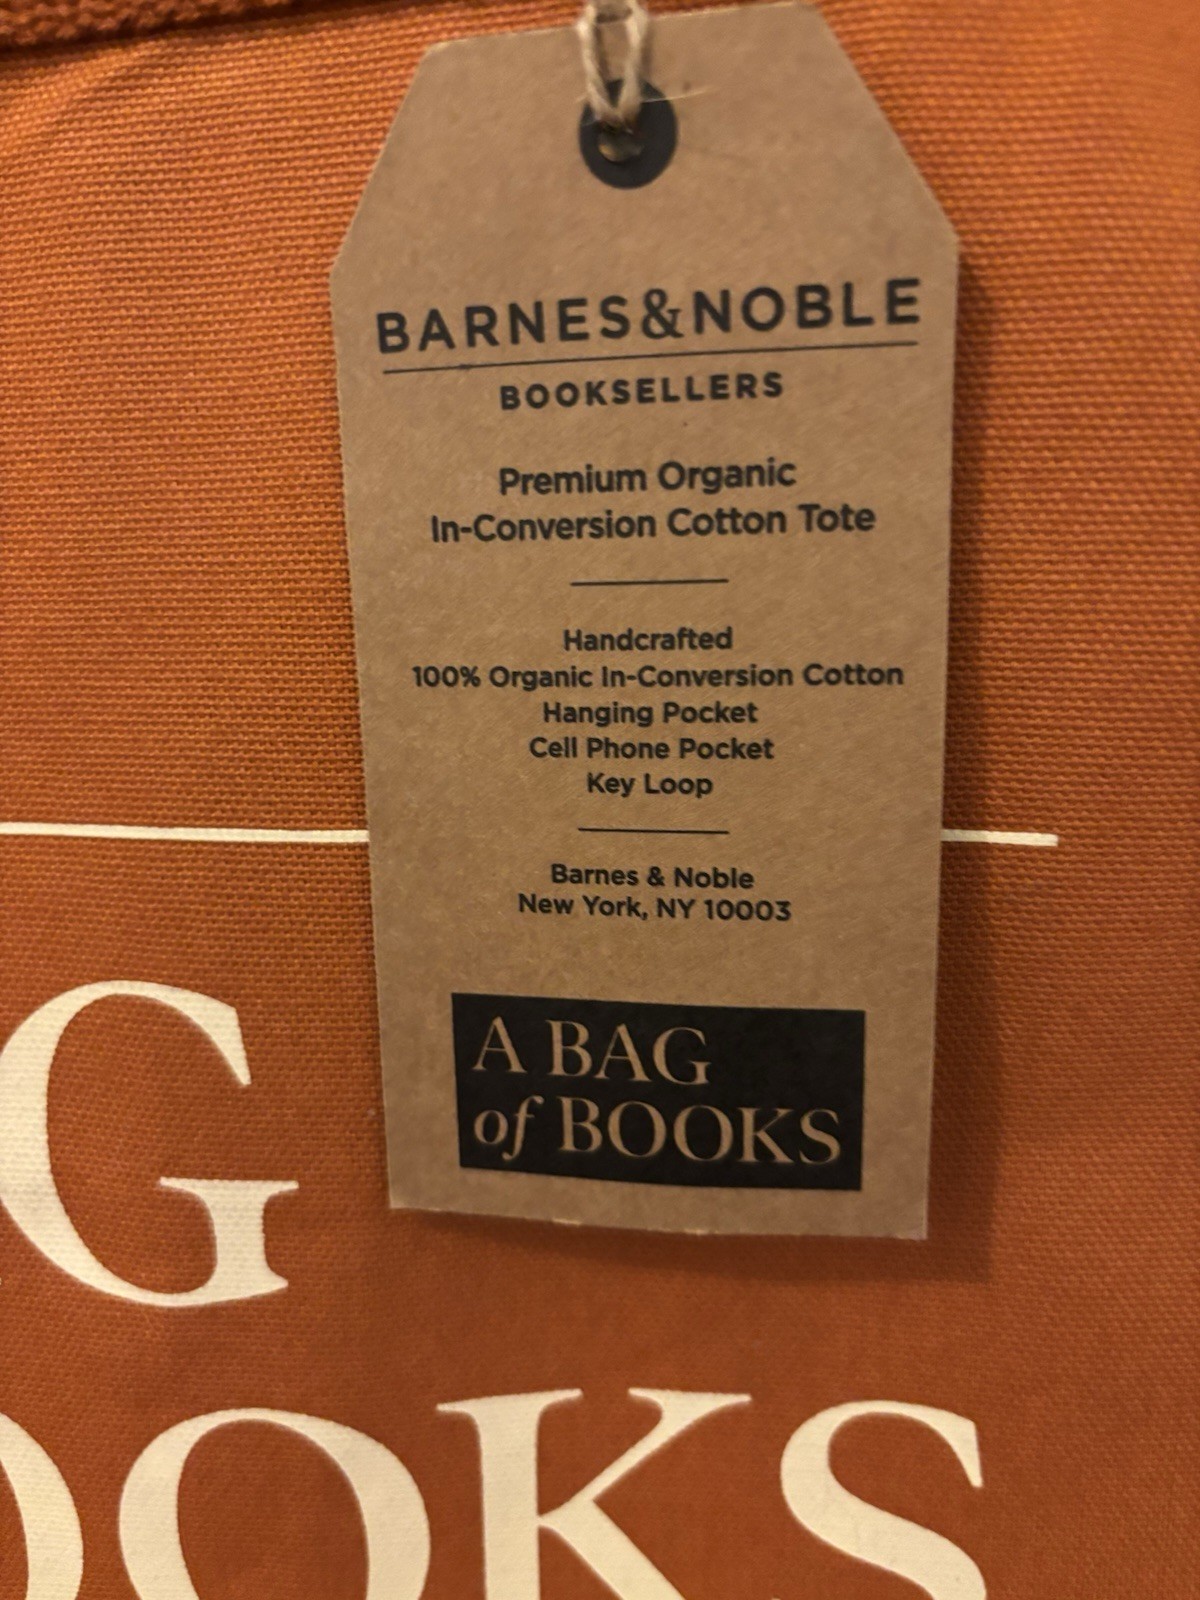 BARNES&NOBLE
BOOKSELLERS
Premium Organic
In-Conversion Cotton Tote
Handcrafted
100% Organic In-Conversion Cotton
Hanging Pocket
Cell Phone Pocket
Key Loop
Barnes & Noble
New York, NY 10003
A BAG
of BOOKS
G
OOKS